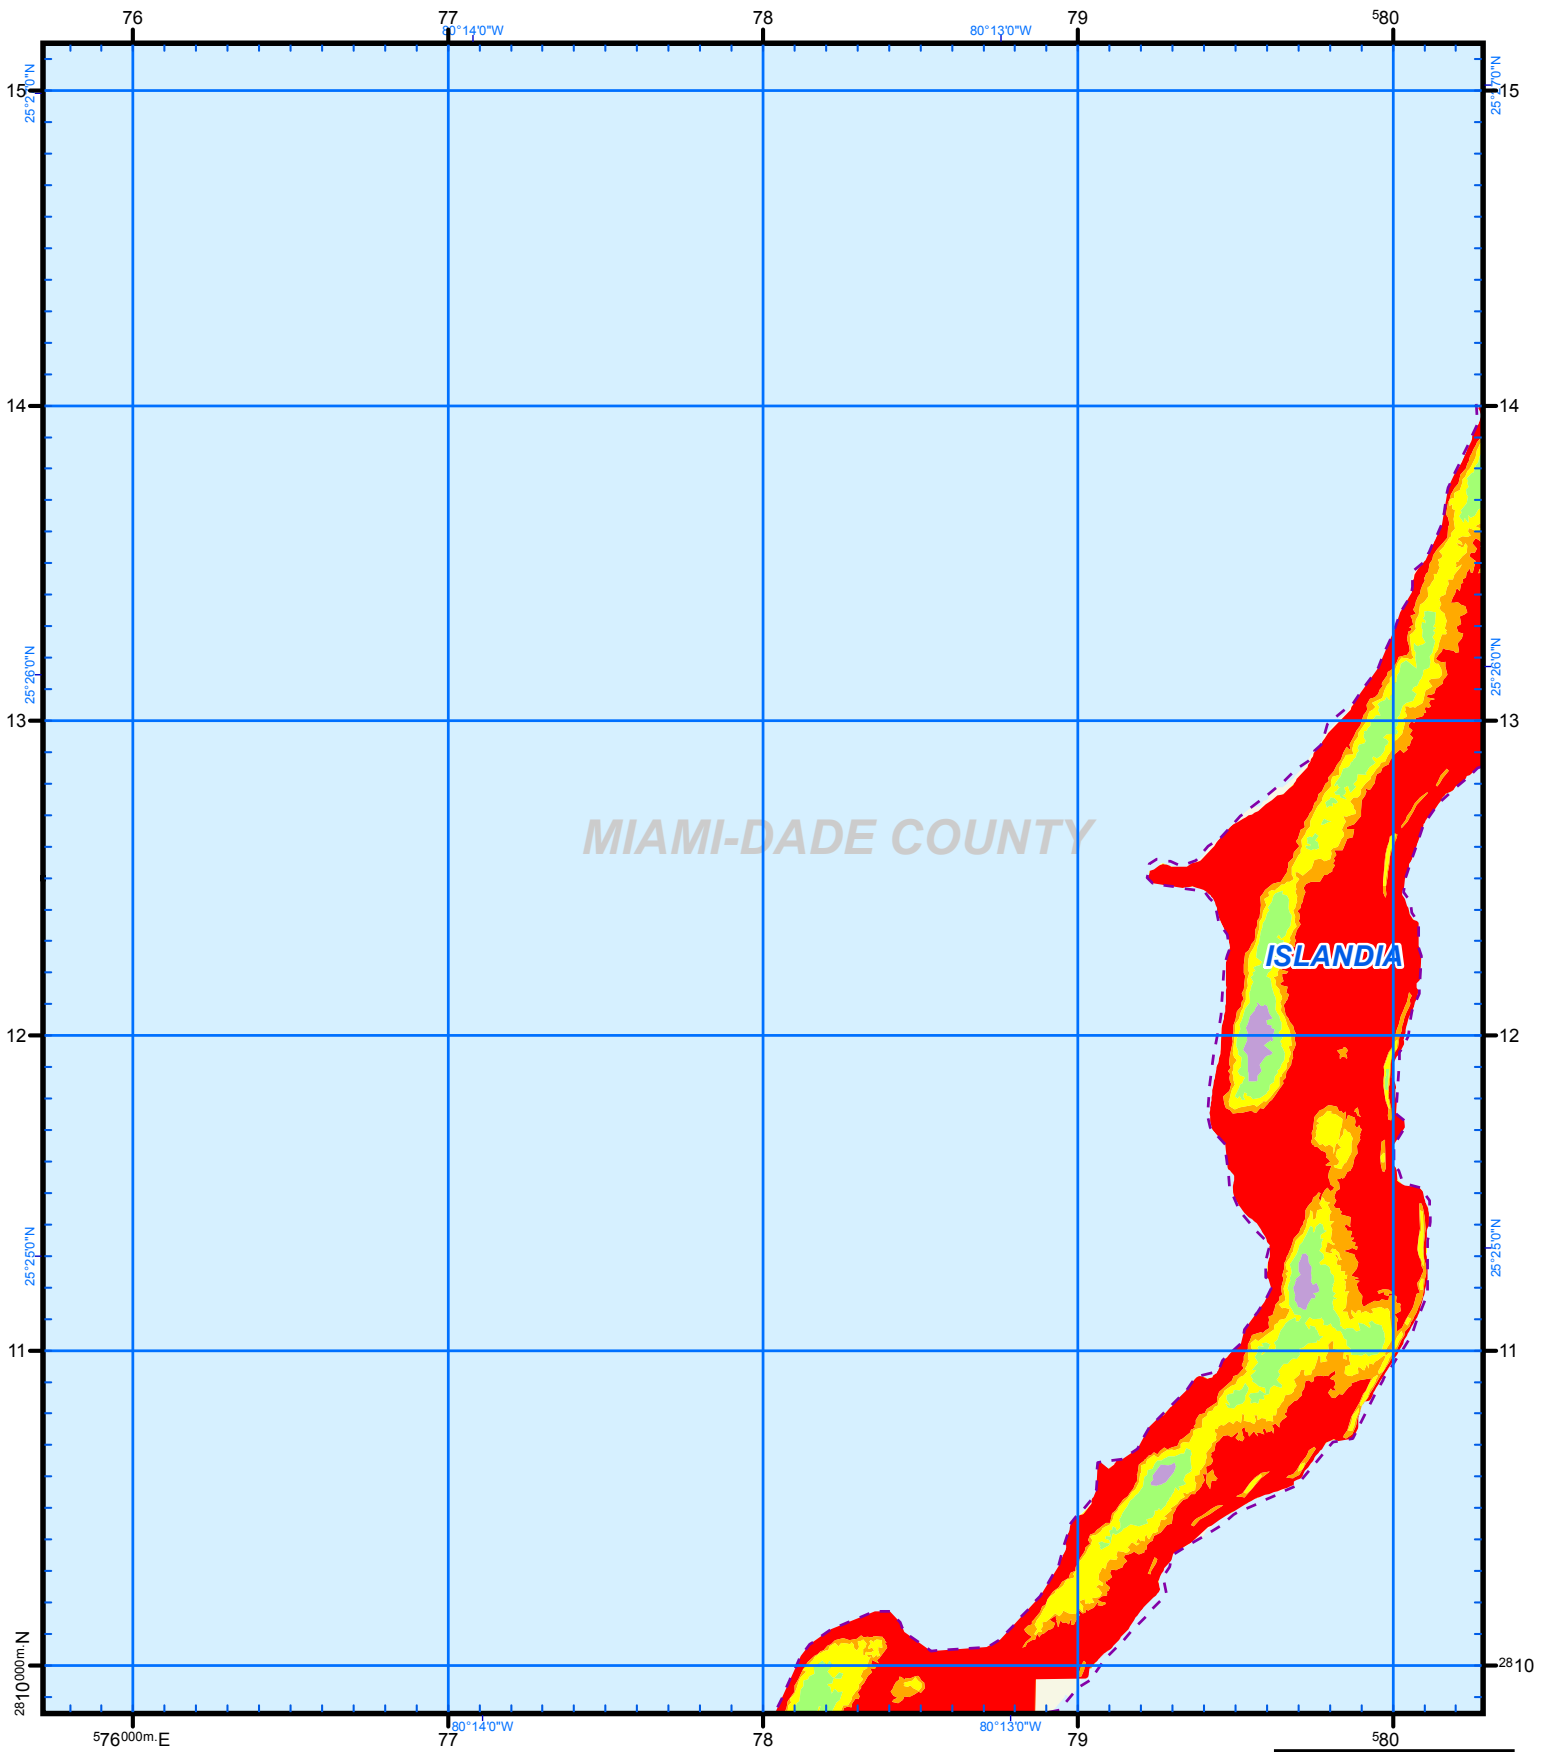 76 77 78 79 580
80°14'0"W 80°13'0"W
25°27'0"N 25°27'0"N
15 15
14 14
25°26'0"N 25°26'0"N
13 13
MIAMI-DADE COUNTY
ISLANDIA
12 12
25°25'0"N 25°25'0"N
11 11
2810000m.N 2810
80°14'0"W 80°13'0"W
576000m.E 77 78 79 580